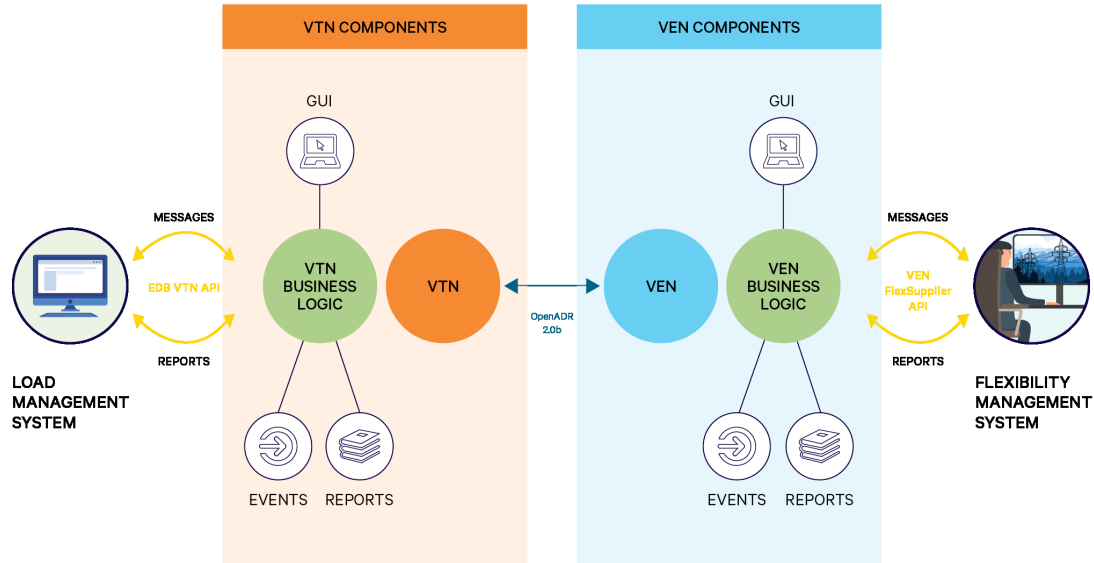 VTN COMPONENTS
VEN COMPONENTS
GUI
GUI
MESSAGES
MESSAGES
EDB VTN API
VTN
BUSINESS
LOGIC
VTN
OpenADR
2.0b
VEN
VEN
BUSINESS
LOGIC
VEN
FlexSupplier
API
REPORTS
REPORTS
LOAD
MANAGEMENT
SYSTEM
FLEXIBILITY
MANAGEMENT
SYSTEM
EVENTS
REPORTS
EVENTS
REPORTS